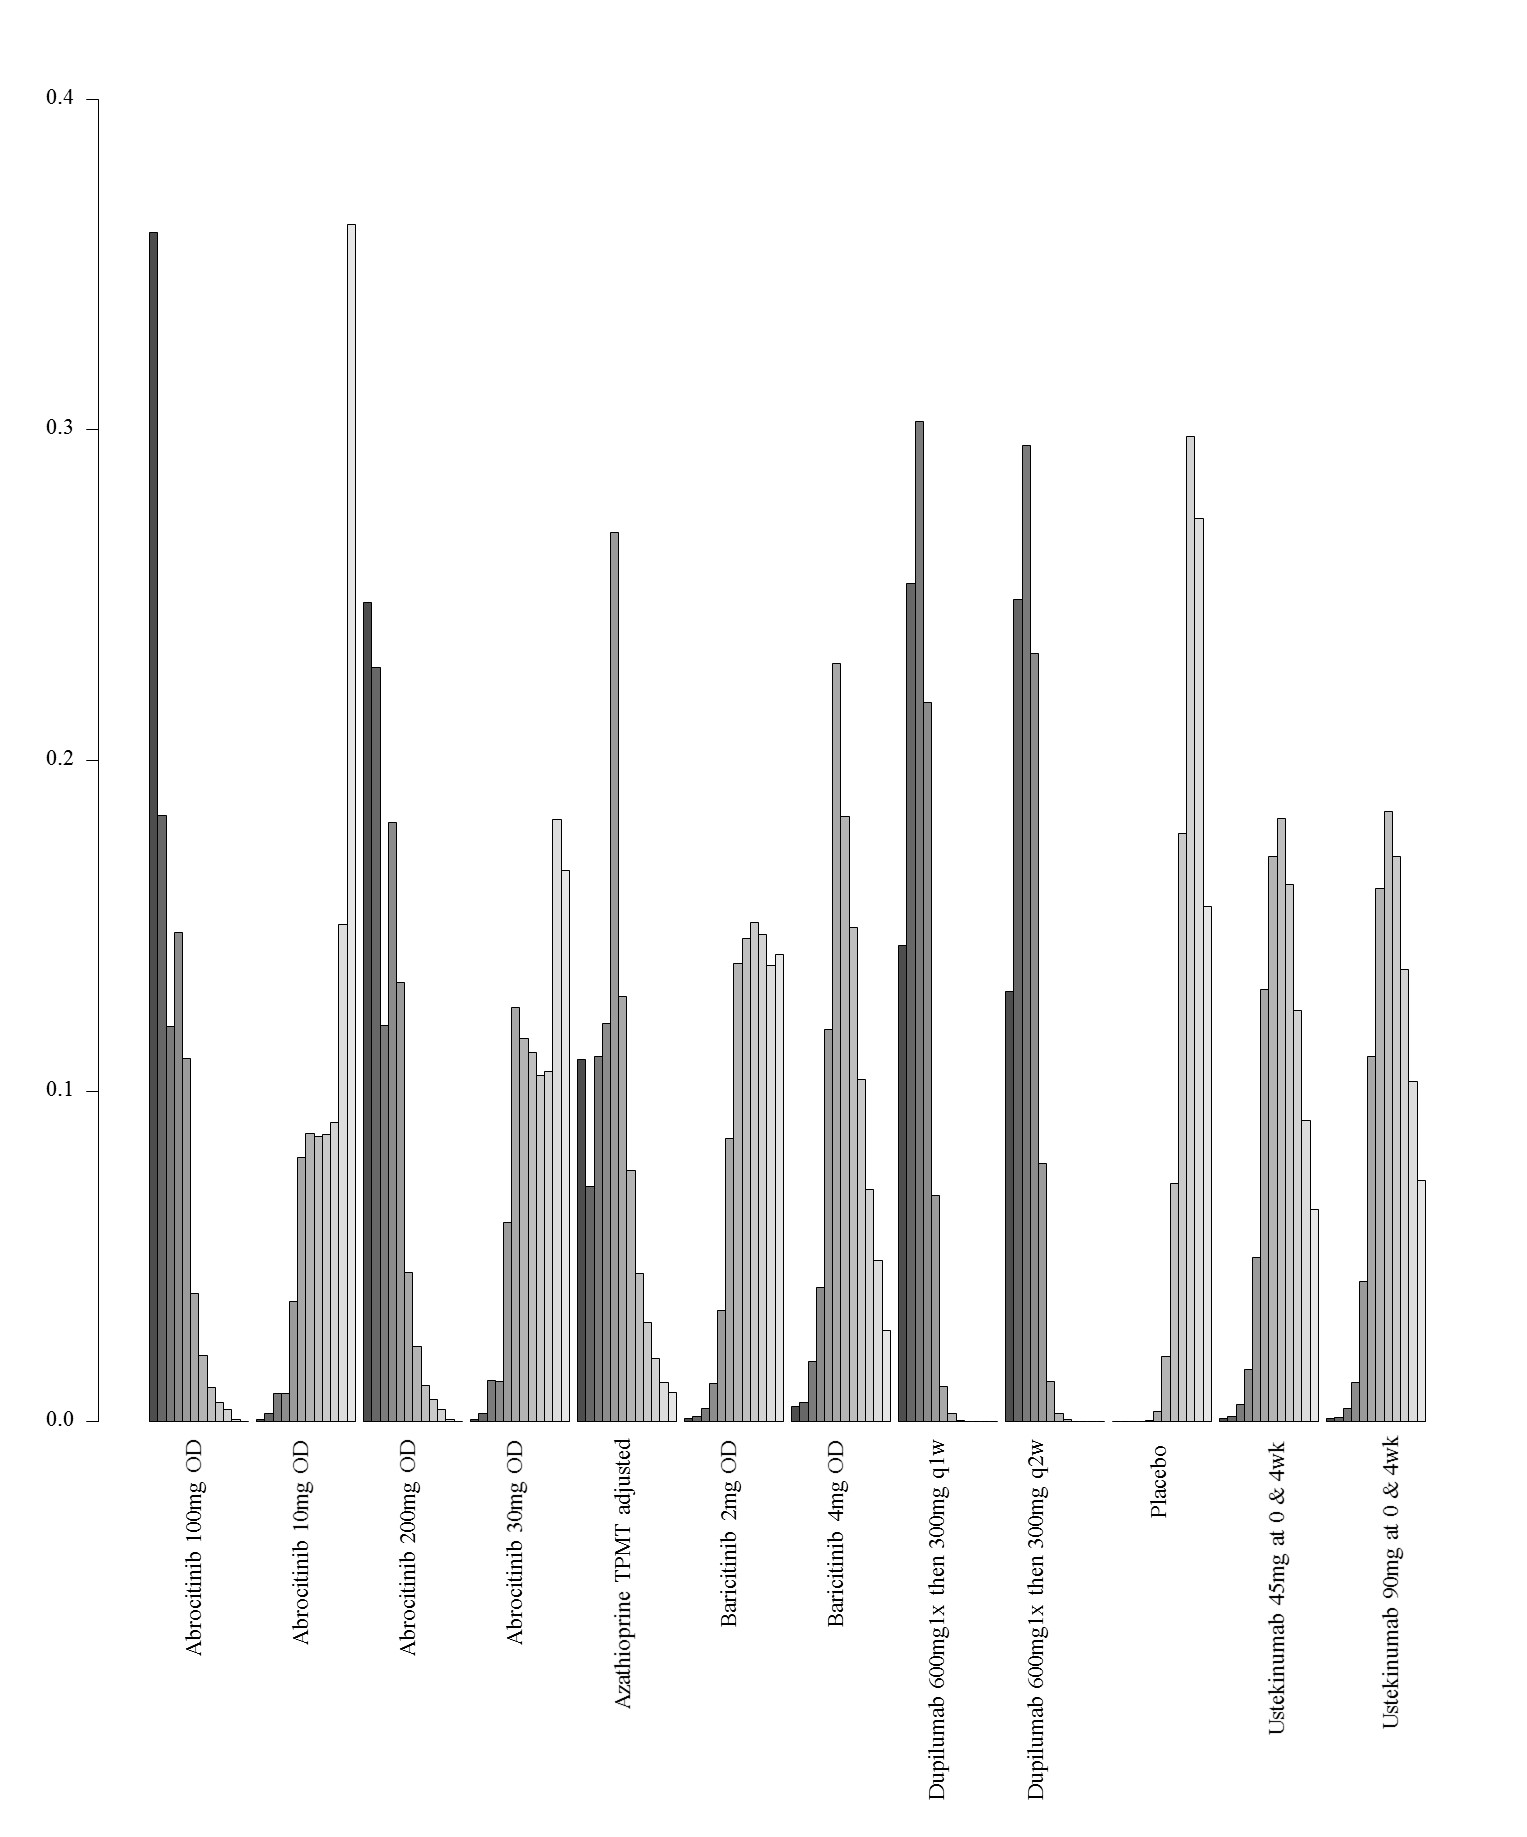 0.4
0.3
0.2
0.1
0.0
Abrocitinib 100mg OD
Abrocitinib 10mg OD
Abrocitinib 200mg OD
Abrocitinib 30mg OD
Azathioprine TPMT adjusted
Baricitinib 2mg OD
Baricitinib 4mg OD
Dupilumab 600mg1x then 300mg q1w
Dupilumab 600mg1x then 300mg q2w
Placebo
Ustekinumab 45mg at 0 & 4wk
Ustekinumab 90mg at 0 & 4wk